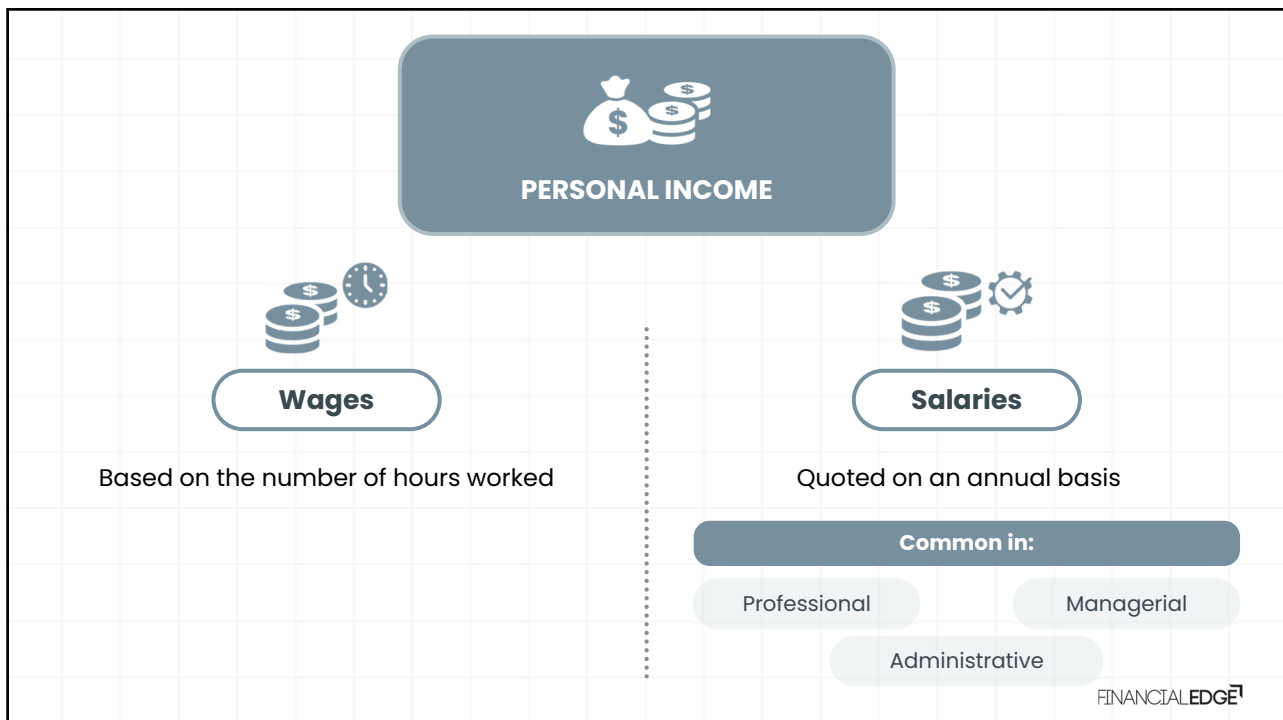 PERSONAL INCOME
Wages
Based on the number of hours worked
Salaries
Quoted on an annual basis
Common in:
Professional
Managerial
Administrative
FINANCIALEDGE